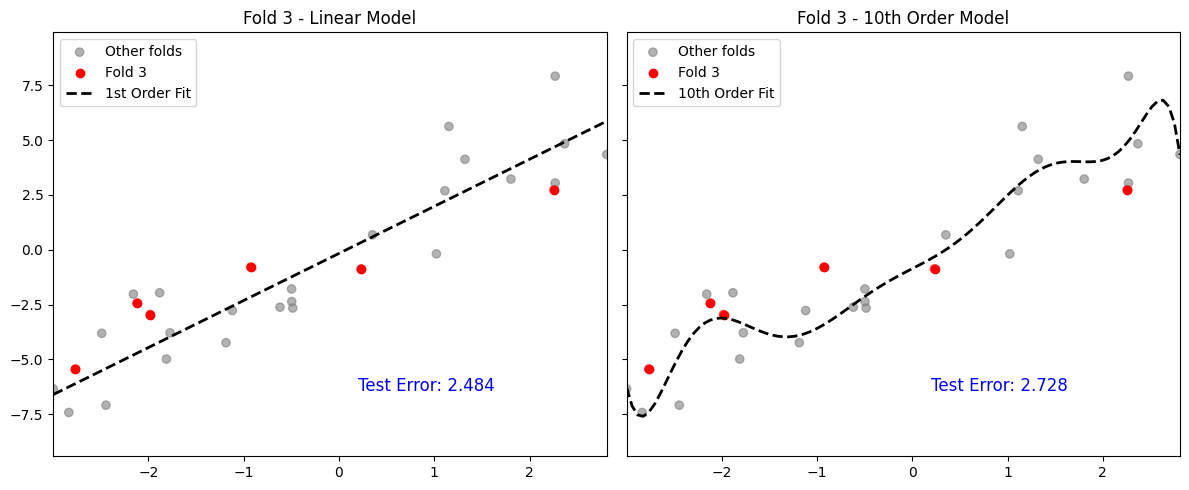 Fold 3 - Linear Model
Other folds
Fold 3
1st Order Fit
7.5
5.0
2.5
0.0
−2.5
−5.0
−7.5
Test Error: 2.484
−2
−1
0
1
2
Fold 3 - 10th Order Model
Other folds
Fold 3
10th Order Fit
Test Error: 2.728
−2
−1
0
1
2